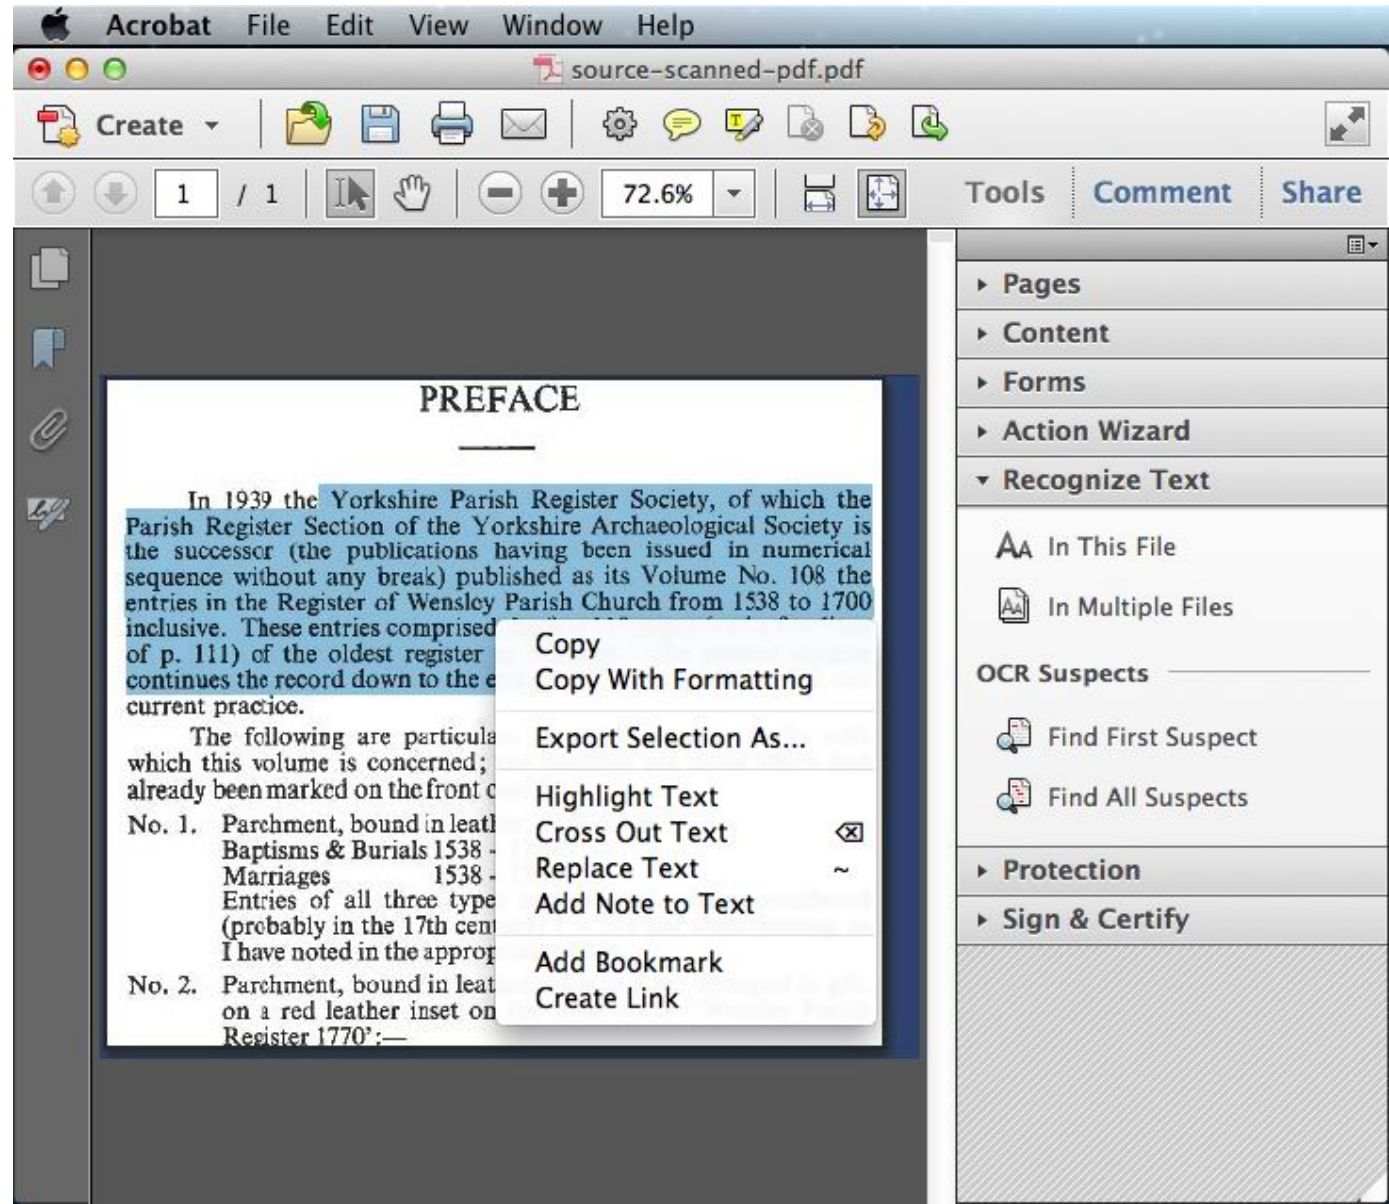 Acrobat File Edit View Window Help
source-scanned-pdf.pdf
Create
1 / 1 72.6% Tools Comment Share
Pages
Content
Forms
Action Wizard
Recognize Text
In This File
In Multiple Files
OCR Suspects
Find First Suspect
Find All Suspects
Protection
Sign & Certify
PREFACE
In 1939 the Yorkshire Parish Register Society, of which the
Parish Register Section of the Yorkshire Archaeological Society is
the successor (the publications having been issued in numerical
sequence without any break) published as its Volume No. 108 the
entries in the Register of Wensley Parish Church from 1538 to 1700
inclusive. These entries comprised
of p. 111) of the oldest register
continues the record down to the
current practice.
The following are
which this volume is concerned;
already been marked on the front
No. 1. Parchment, bound in
Baptisms & Burials 1538 -
Marriages 1538 -
Entries of all three
(probably in the 17th
I have noted in the
No. 2. Parchment, bound in
on a red leather inset on
Register 1770':—
Copy
Copy With Formatting
Export Selection As...
Highlight Text
Cross Out Text
Replace Text ~
Add Note to Text
Add Bookmark
Create Link